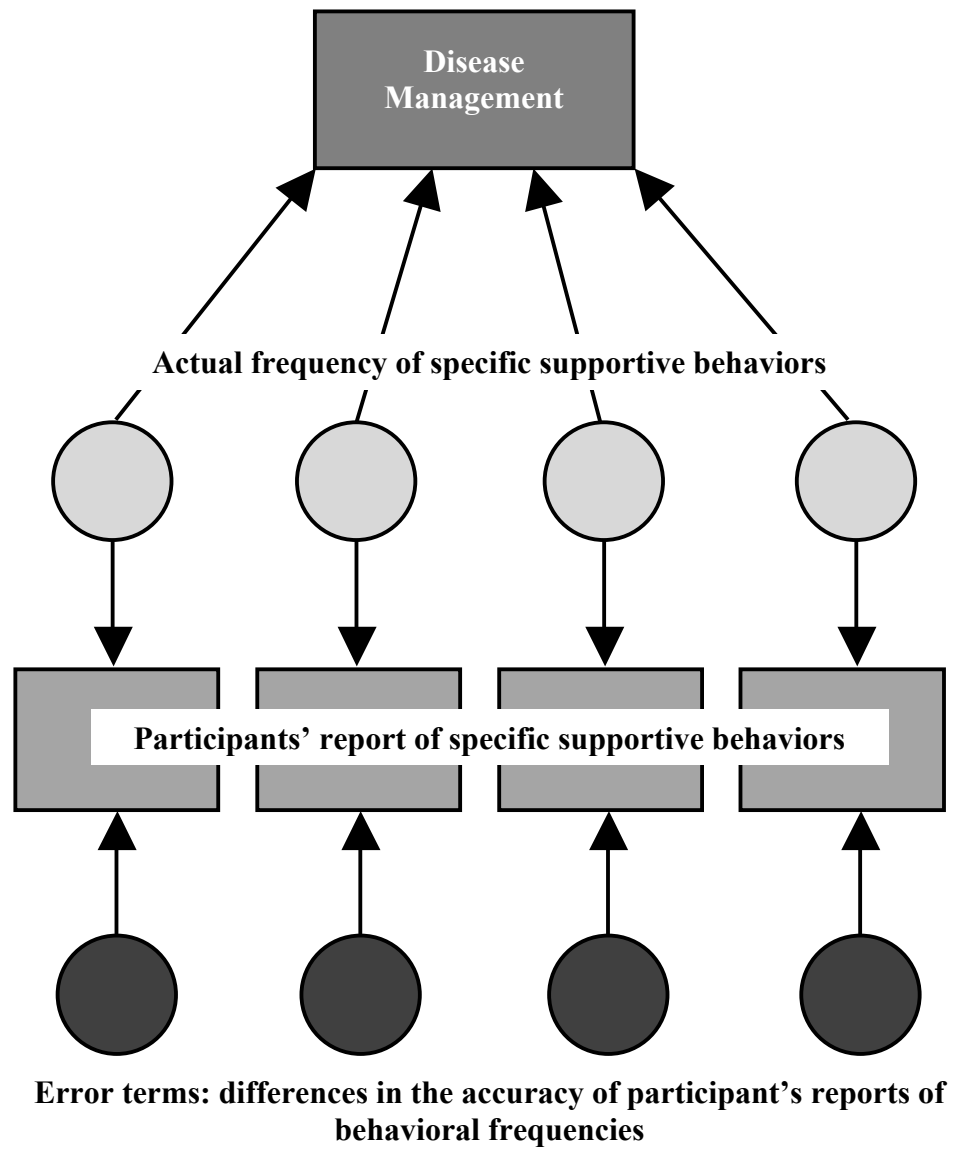 Disease
Management
Actual frequency of specific supportive behaviors
Participants’ report of specific supportive behaviors
Error terms: differences in the accuracy of participant’s reports of
behavioral frequencies